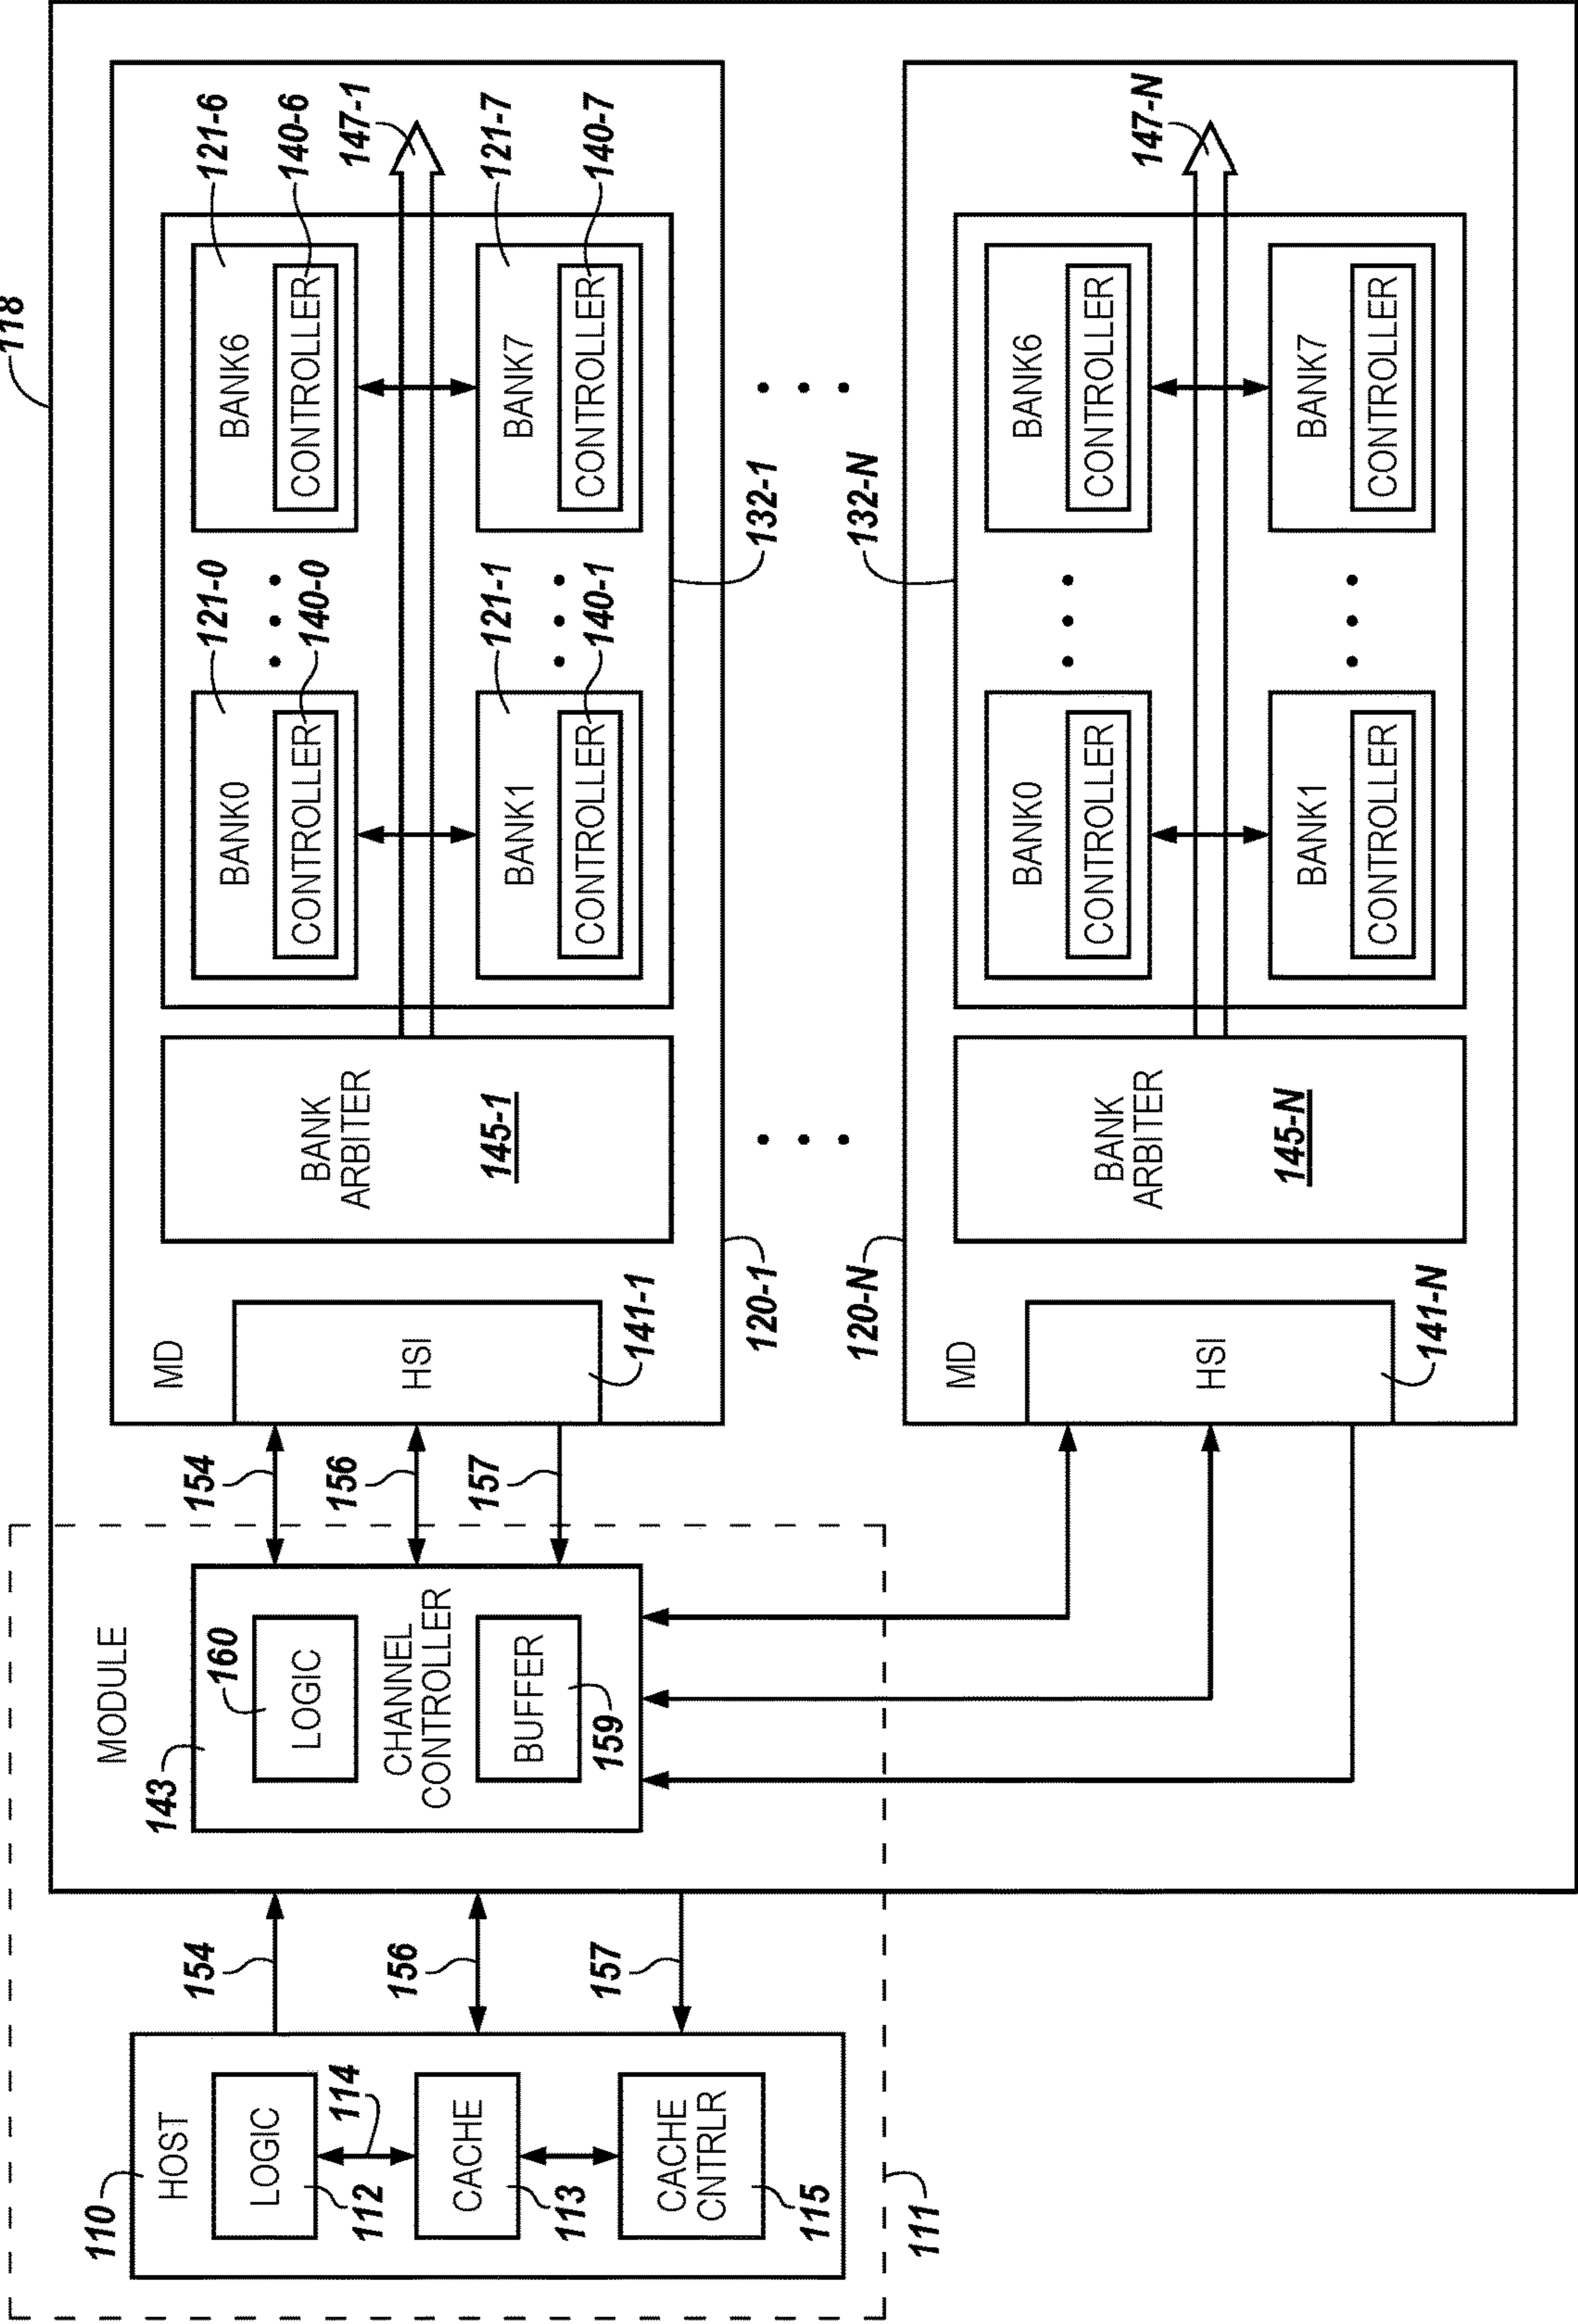 118
110
HOST
LOGIC
112
114
CACHE
113
CACHE
CNTRLR
115
111
154
156
157
MODULE
143
160
LOGIC
CHANNEL
CONTROLLER
BUFFER
159
154
156
157
MD
HSI
141-1
120-1
BANK
ARBITER
145-1
BANK0
CONTROLLER
121-0
140-0
BANK1
CONTROLLER
121-1
140-1
BANK6
CONTROLLER
121-6
140-6
147-1
BANK7
CONTROLLER
121-7
140-7
132-1
MD
HSI
141-N
120-N
BANK
ARBITER
145-N
BANK0
CONTROLLER
BANK1
CONTROLLER
BANK6
CONTROLLER
147-N
BANK7
CONTROLLER
132-N